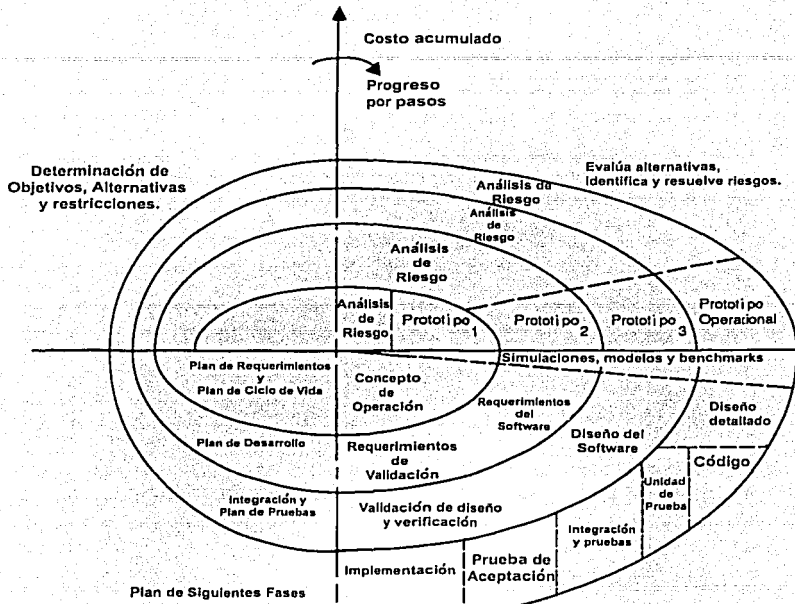 Costo acumulado
Progreso
por pasos
Determinación de
Objetivos, Alternativas
y restricciones.
Evalúa alternativas,
identifica y resuelve riesgos.
Análisis de
Riesgo
Análisis
de
Riesgo
Análisis
de
Riesgo
Análisis
de
Riesgo
Prototipo
1
Prototipo
2
Prototipo
3
Prototipo
Operacional
Simulaciones, modelos y benchmarks
Plan de Requerimientos
y
Plan de Ciclo de Vida
Concepto
de
Operación
Requerimientos
del
Software
Diseño del
Software
Diseño
detallado
Plan de Desarrollo
Requerimientos
de
Validación
Código
Unidad
de
Prueba
Integración y
Plan de Pruebas
Validación de diseño
y verificación
Integración
y pruebas
Implementación
Prueba de
Aceptación
Plan de Siguientes Fases